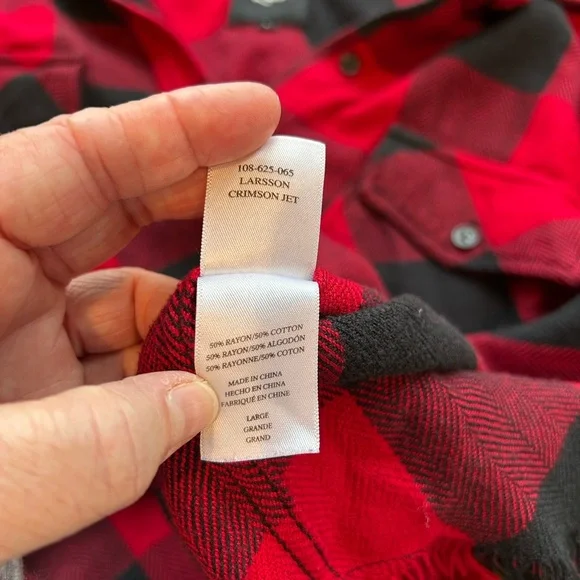 108-625-065
LARSSON
CRIMSON JET
50% RAYON/50% COTTON
50% RAYON/50% ALGODÓN
50% RAYONNE/50% COTON
MADE IN CHINA
HECHO EN CHINA
FABRIQUÉ EN CHINE
LARGE
GRANDE
GRAND